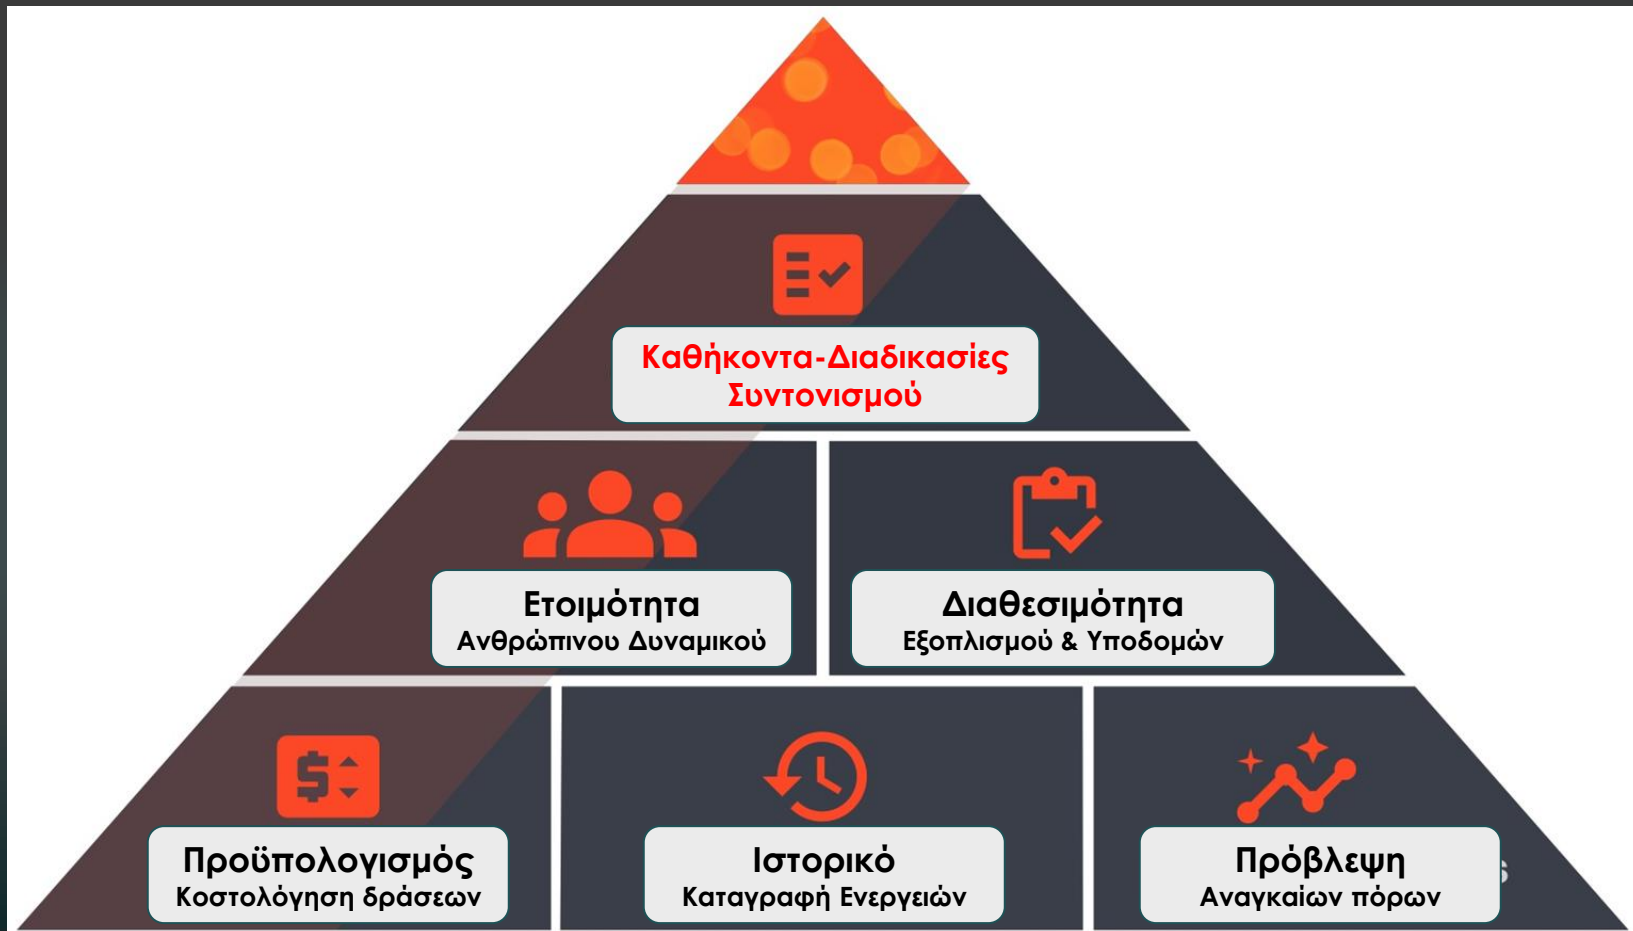 Καθήκοντα-Διαδικασίες
Συντονισμού
Ετοιμότητα
Ανθρώπινου Δυναμικού
Διαθεσιμότητα
Εξοπλισμού & Υποδομών
Προϋπολογισμός
Κοστολόγηση δράσεων
Ιστορικό
Καταγραφή Ενεργειών
Πρόβλεψη
Αναγκαίων πόρων